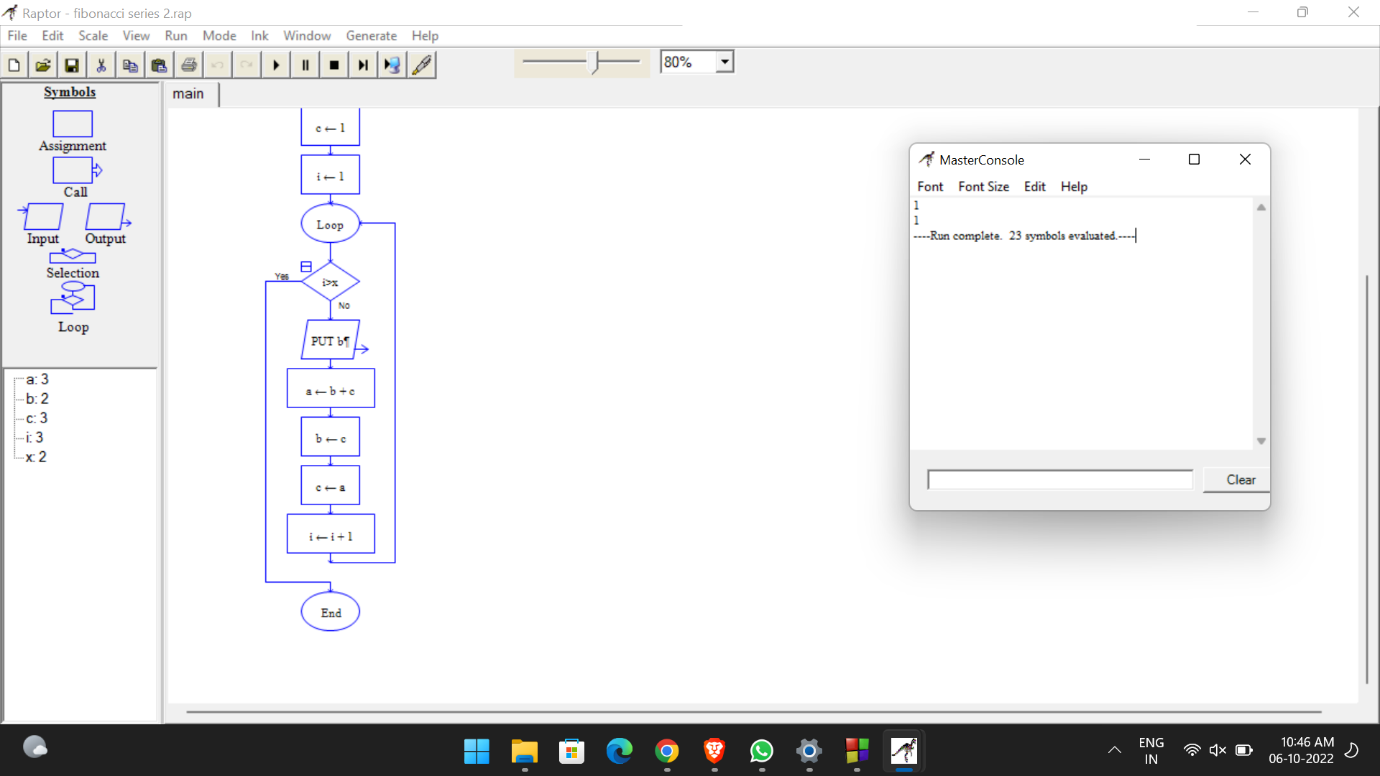 Raptor - fibonacci series 2.rap
File Edit Scale View Run Mode Ink Window Generate Help
80%
Symbols
Assignment
Call
Input Output
Selection
Loop
a: 3
b: 2
c: 3
i: 3
x: 2
main
c ← 1
i ← 1
Loop
Yes
i>x
No
PUT b¶
a ← b + c
b ← c
c ← a
i ← i + 1
End
MasterConsole
Font Font Size Edit Help
1
1
----Run complete. 23 symbols evaluated.----
Clear
ENG
IN
10:46 AM
06-10-2022